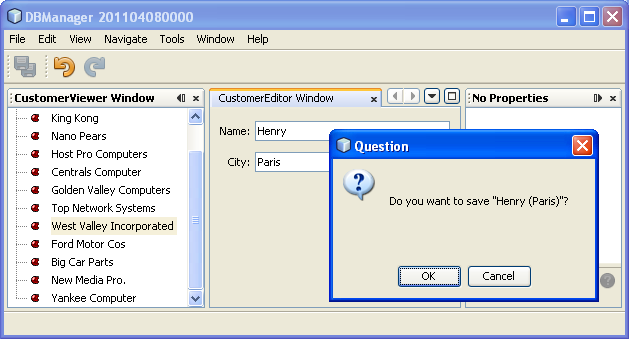 DBManager 201104080000
File Edit View Navigate Tools Window Help
CustomerViewer Window
King Kong
Nano Pears
Host Pro Computers
Centrals Computer
Golden Valley Computers
Top Network Systems
West Valley Incorporated
Ford Motor Cos
Big Car Parts
New Media Pro.
Yankee Computer
CustomerEditor Window
Name: Henry
City: Paris
No Properties
Question
Do you want to save "Henry (Paris)"?
OK Cancel